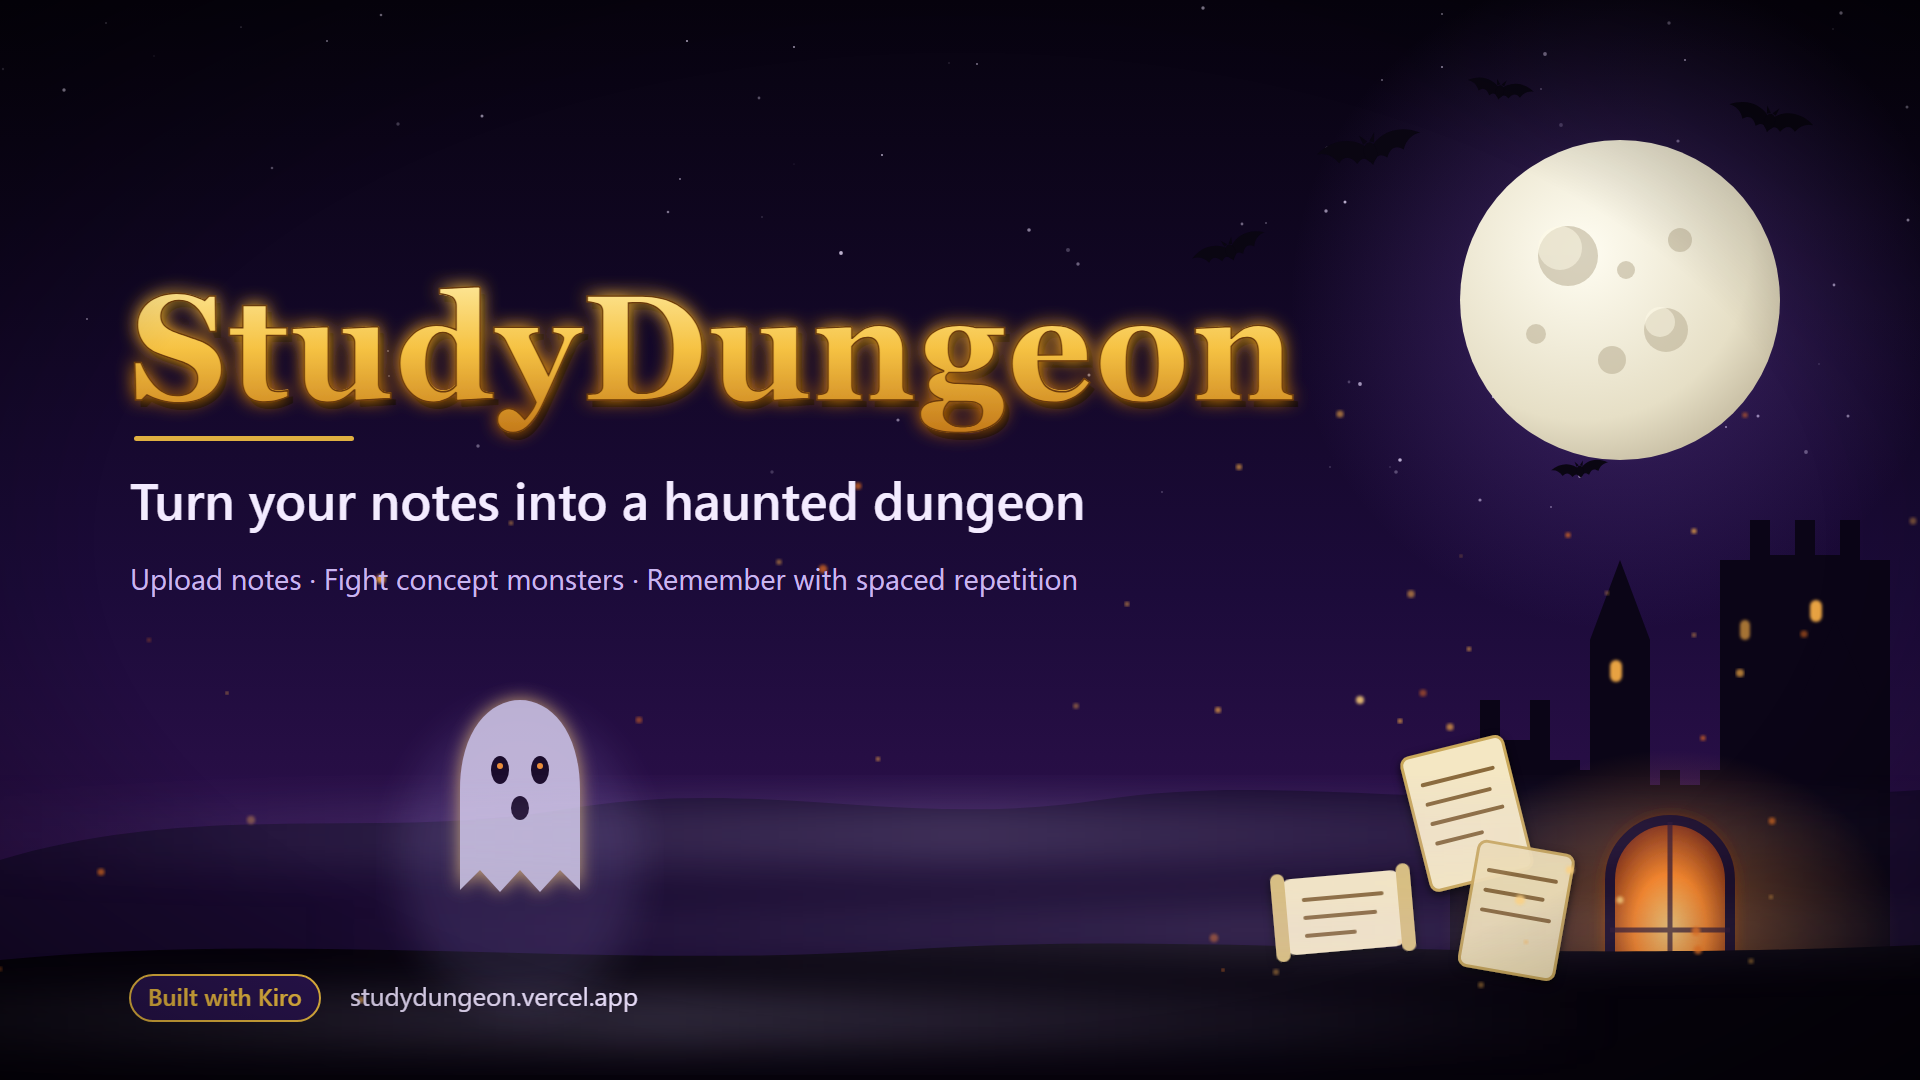 StudyDungeon
Turn your notes into a haunted dungeon
Upload notes · Fight concept monsters · Remember with spaced repetition
Built with Kiro
studydungeon.vercel.app